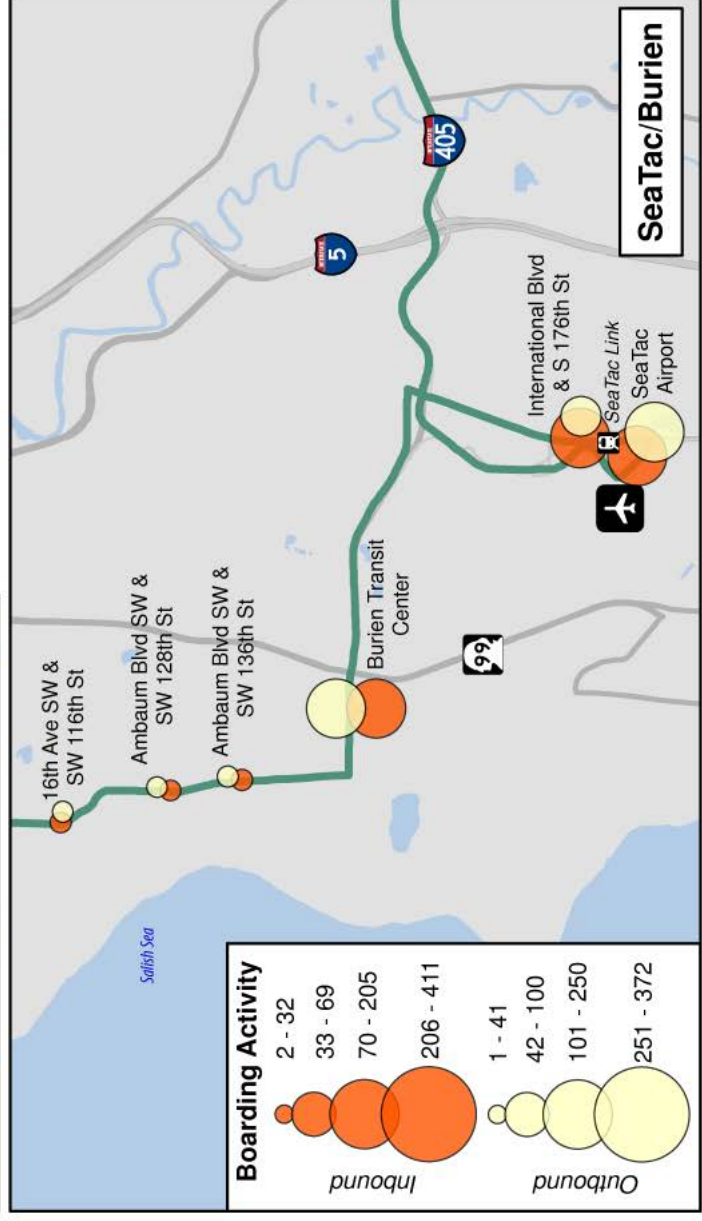 SeaTac/Burien
16th Ave SW &
SW 116th St
Ambaum Blvd SW &
SW 128th St
Ambaum Blvd SW &
SW 136th St
Burien Transit
Center
International Blvd
& S 176th St
SeaTac Link
SeaTac
Airport
5
405
99
Salish Sea
Boarding Activity
Inbound
2 - 32
33 - 69
70 - 205
206 - 411
Outbound
1 - 41
42 - 100
101 - 250
251 - 372